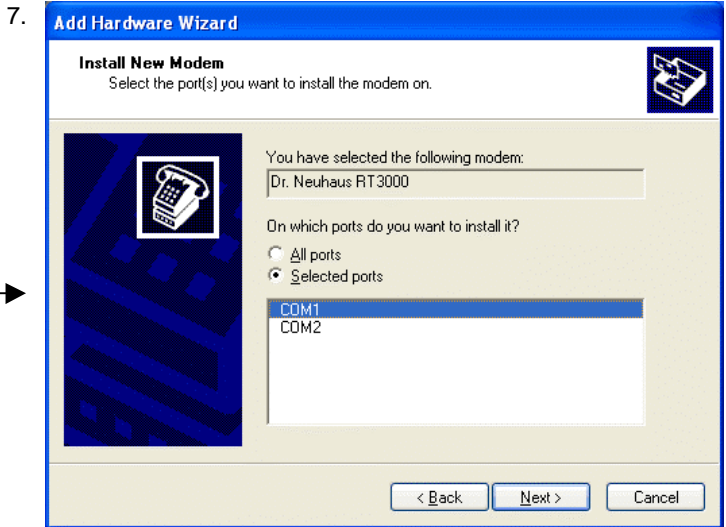 7.
Add Hardware Wizard
Install New Modem
Select the port(s) you want to install the modem on.
You have selected the following modem:
Dr. Neuhaus RT3000
On which ports do you want to install it?
All ports
Selected ports
COM1
COM2
< Back Next > Cancel